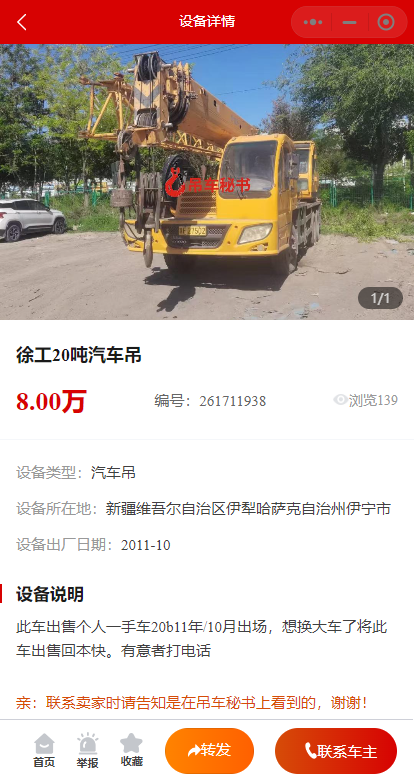 设备详情
吊车秘书
1/1
徐工20吨汽车吊
8.00万
编号：261711938
浏览139
设备类型：汽车吊
设备所在地：新疆维吾尔自治区伊犁哈萨克自治州伊宁市
设备出厂日期：2011-10
设备说明
此车出售个人一手车20b11年/10月出场，想换大车了将此
车出售回本快。有意者打电话
亲：联系卖家时请告知是在吊车秘书上看到的，谢谢！
首页
举报
收藏
转发
联系车主